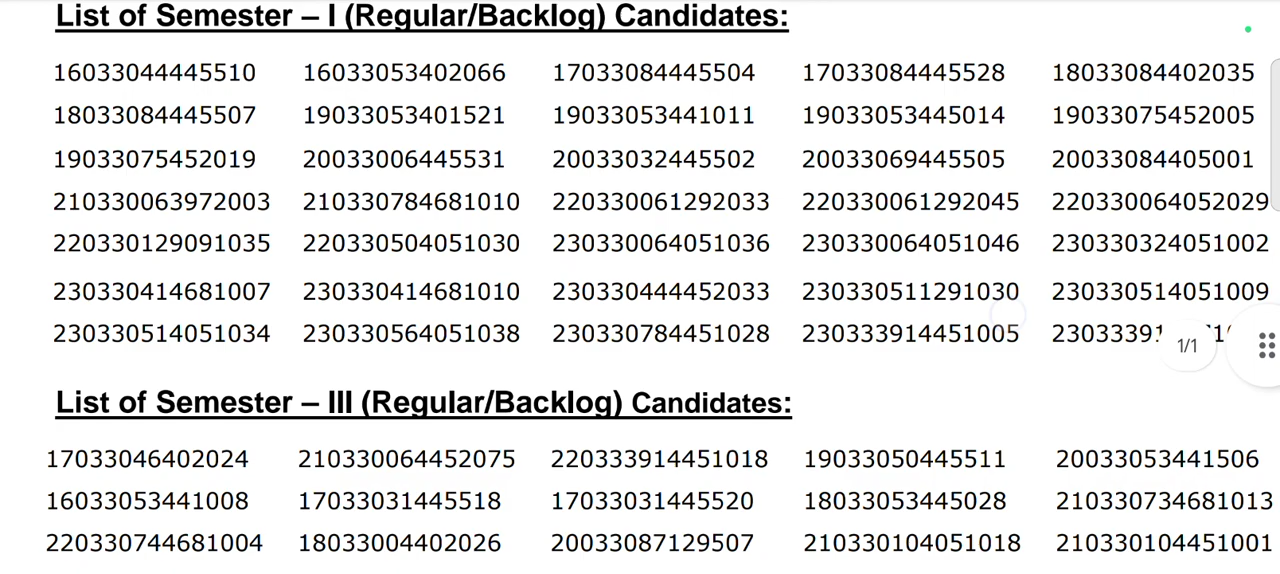 List of Semester – I (Regular/Backlog) Candidates:
16033044445510 16033053402066 17033084445504 17033084445528 18033084402035
18033084445507 19033053401521 19033053441011 19033053445014 19033075452005
19033075452019 20033006445531 20033032445502 20033069445505 20033084405001
210330063972003 210330784681010 220330061292033 220330061292045 220330064052029
220330129091035 220330504051030 230330064051036 230330064051046 230330324051002
230330414681007 230330414681010 230330444452033 230330511291030 230330514051009
230330514051034 230330564051038 230330784451028 230333914451005
1/1
List of Semester – III (Regular/Backlog) Candidates:
17033046402024 210330064452075 220333914451018 19033050445511 20033053441506
16033053441008 17033031445518 17033031445520 18033053445028 210330734681013
220330744681004 18033004402026 20033087129507 210330104051018 210330104451001